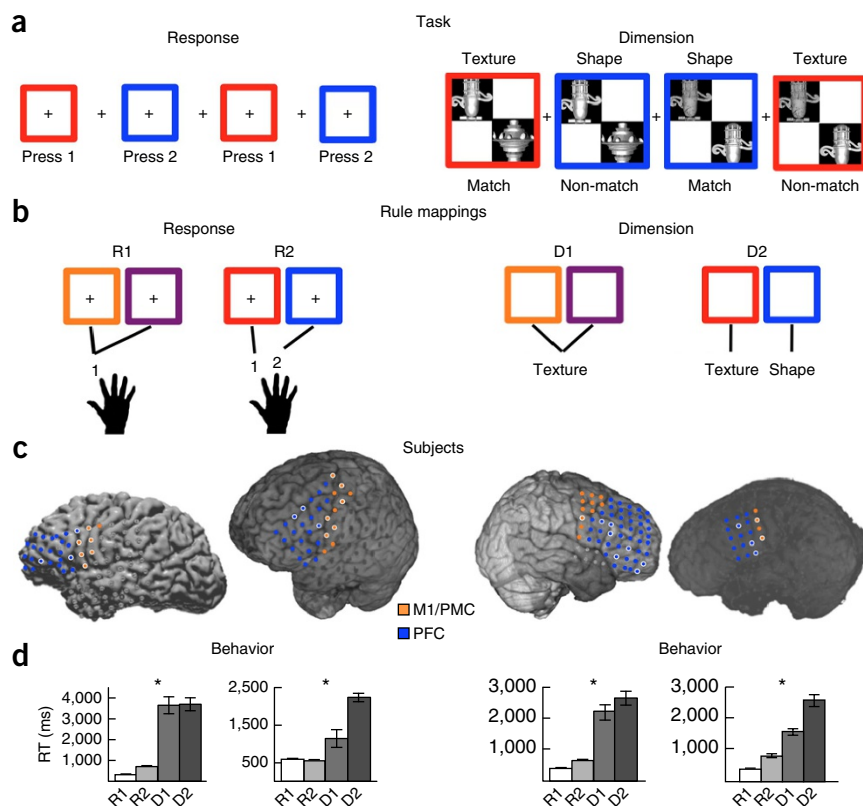 a
Task
Response
Dimension
Texture Shape Shape Texture
+ + + + + + +
+ + +
Press 1 Press 2 Press 1 Press 2
Match Non-match Match Non-match
b
Rule mappings
Response
Dimension
R1 R2
D1 D2
+ + + +
1
1 2
Texture
Texture Shape
c
Subjects
M1/PMC
PFC
d
Behavior
Behavior
RT (ms)
4,000
3,000
2,000
1,000
*
R1 R2 D1 D2
2,500
1,500
500
*
R1 R2 D1 D2
3,000
2,000
1,000
*
R1 R2 D1 D2
3,000
2,000
1,000
*
R1 R2 D1 D2